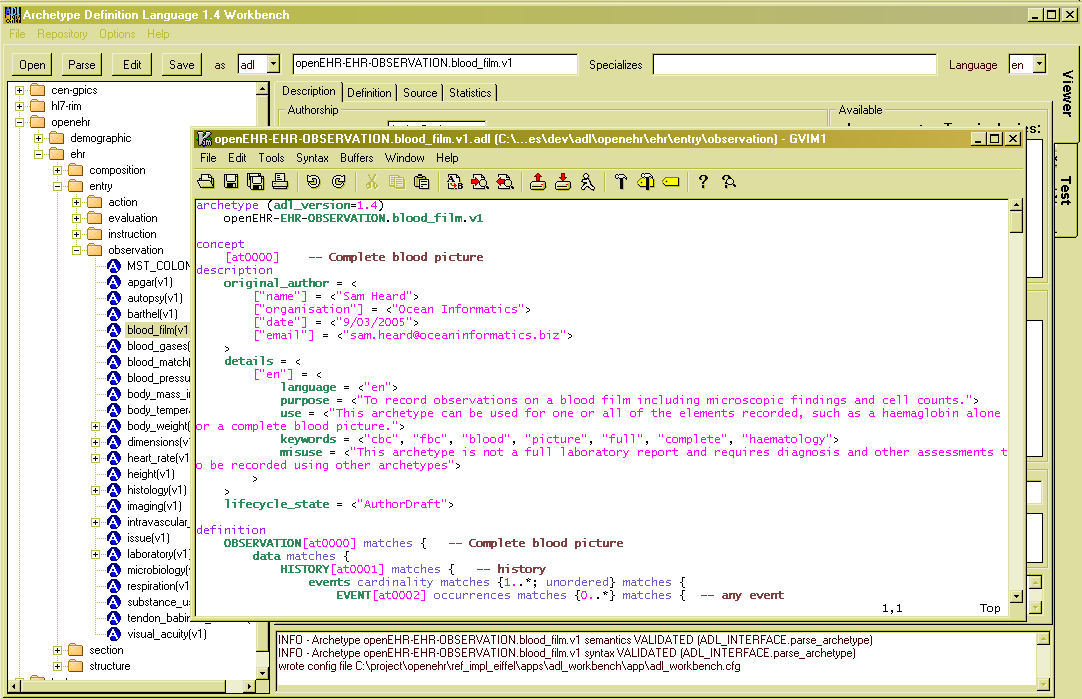 Archetype Definition Language 1.4 Workbench
File Repository Options Help
Open Parse Edit Save as adl openEHR-EHR-OBSERVATION.blood_film.v1 Specializes Language en
Description Definition Source Statistics
Authorship
Available
Viewer
Test
cen-gpics
hl7-rim
openehr
demographic
ehr
composition
entry
action
evaluation
instruction
observation
MST_COLON
apgar(v1)
autopsy(v1)
barthel(v1)
blood_film(v1
blood_gases(
blood_match(
blood_pressu
body_mass_in
body_tempera
body_weight(
dimensions(v
heart_rate(v1
height(v1)
histology(v1)
imaging(v1)
intravascular_
issue(v1)
laboratory(v1
microbiology(
respiration(v1
substance_u
tendon_babin
visual_acuity(v1)
section
structure
openEHR-EHR-OBSERVATION.blood_film.v1.adl (C:\...es\dev\adl\openehr\ehr\entry\observation) - GVIM1
File Edit Tools Syntax Buffers Window Help
archetype (adl_version=1.4)
openEHR-EHR-OBSERVATION.blood_film.v1
concept
[at0000] -- Complete blood picture
description
original_author = <
["name"] = <"Sam Heard">
["organisation"] = <"Ocean Informatics">
["date"] = <"9/03/2005">
["email"] = <"sam.heard@oceaninformatics.biz">
>
details = <
["en"] = <
language = <"en">
purpose = <"To record observations on a blood film including microscopic findings and cell counts.">
use = <"This archetype can be used for one or all of the elements recorded, such as a haemaglobin alone
or a complete blood picture.">
keywords = <"cbc", "fbc", "blood", "picture", "full", "complete", "haematology">
misuse = <"This archetype is not a full laboratory report and requires diagnosis and other assessments t
o be recorded using other archetypes">
>
>
lifecycle_state = <"AuthorDraft">
definition
OBSERVATION[at0000] matches { -- Complete blood picture
data matches {
HISTORY[at0001] matches { -- history
events cardinality matches {1..*; unordered} matches {
EVENT[at0002] occurrences matches {0..*} matches { -- any event
1,1 Top
INFO - Archetype openEHR-EHR-OBSERVATION.blood_film.v1 semantics VALIDATED (ADL_INTERFACE.parse_archetype)
INFO - Archetype openEHR-EHR-OBSERVATION.blood_film.v1 syntax VALIDATED (ADL_INTERFACE.parse_archetype)
wrote config file C:\project\openehr\ref_impl_eiffel\apps\adl_workbench\app\adl_workbench.cfg